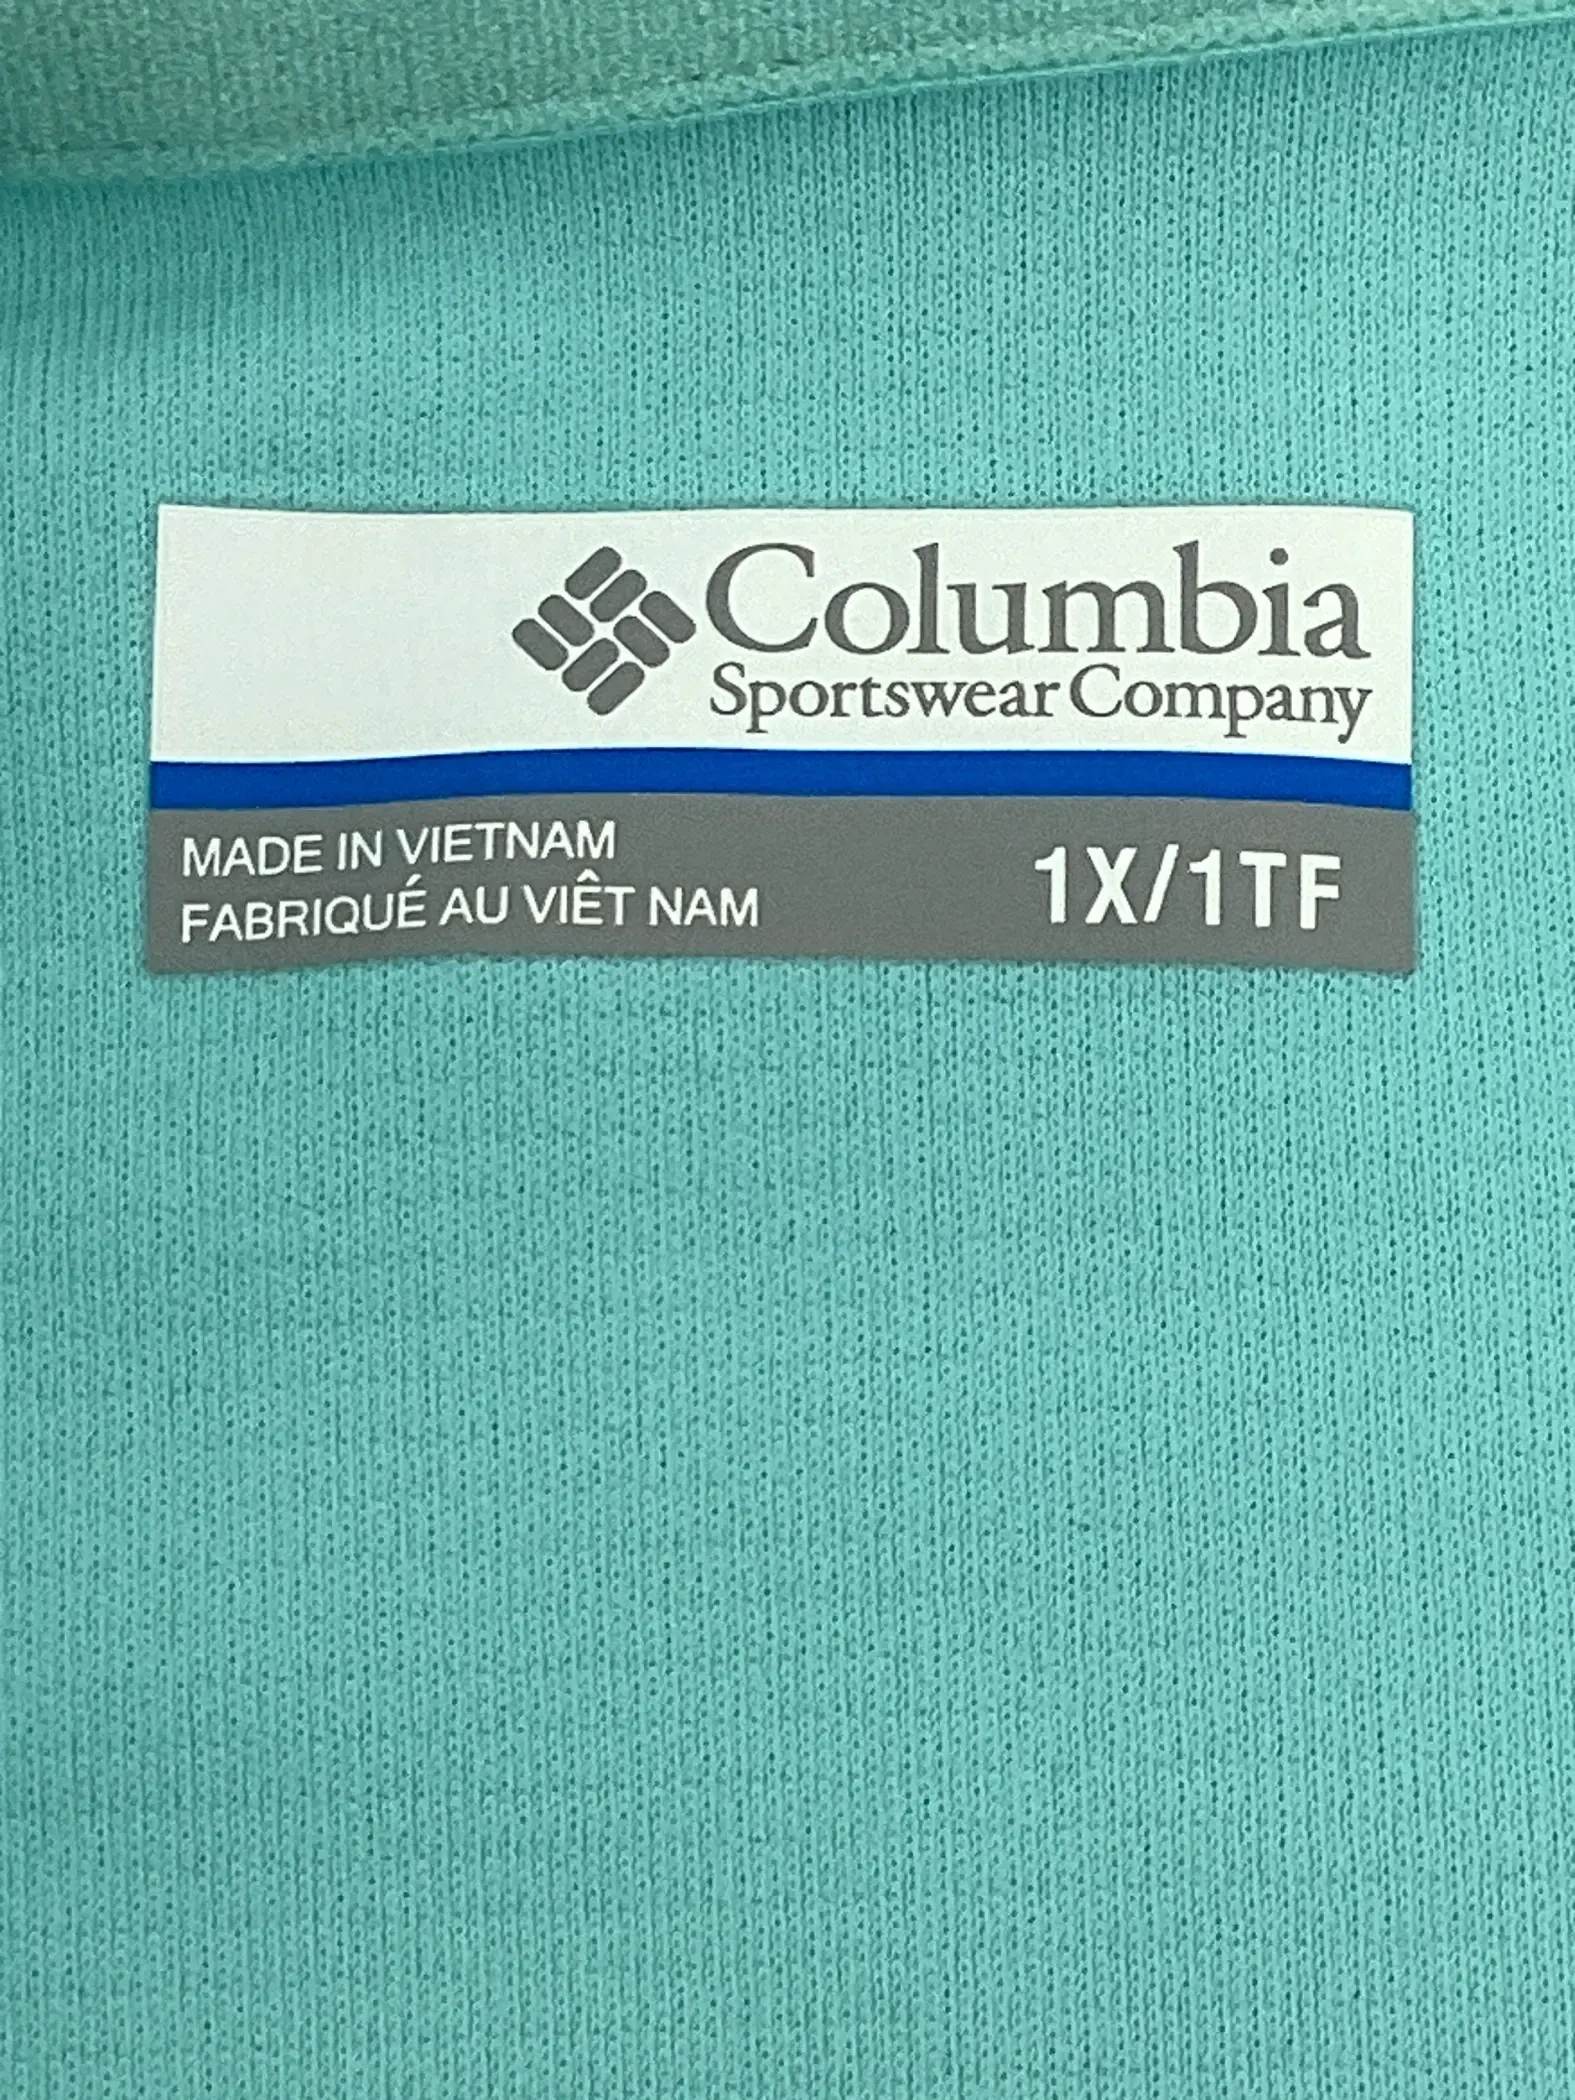 Columbia
Sportswear Company
MADE IN VIETNAM
FABRIQUÉ AU VIÊT NAM
1X/1TF